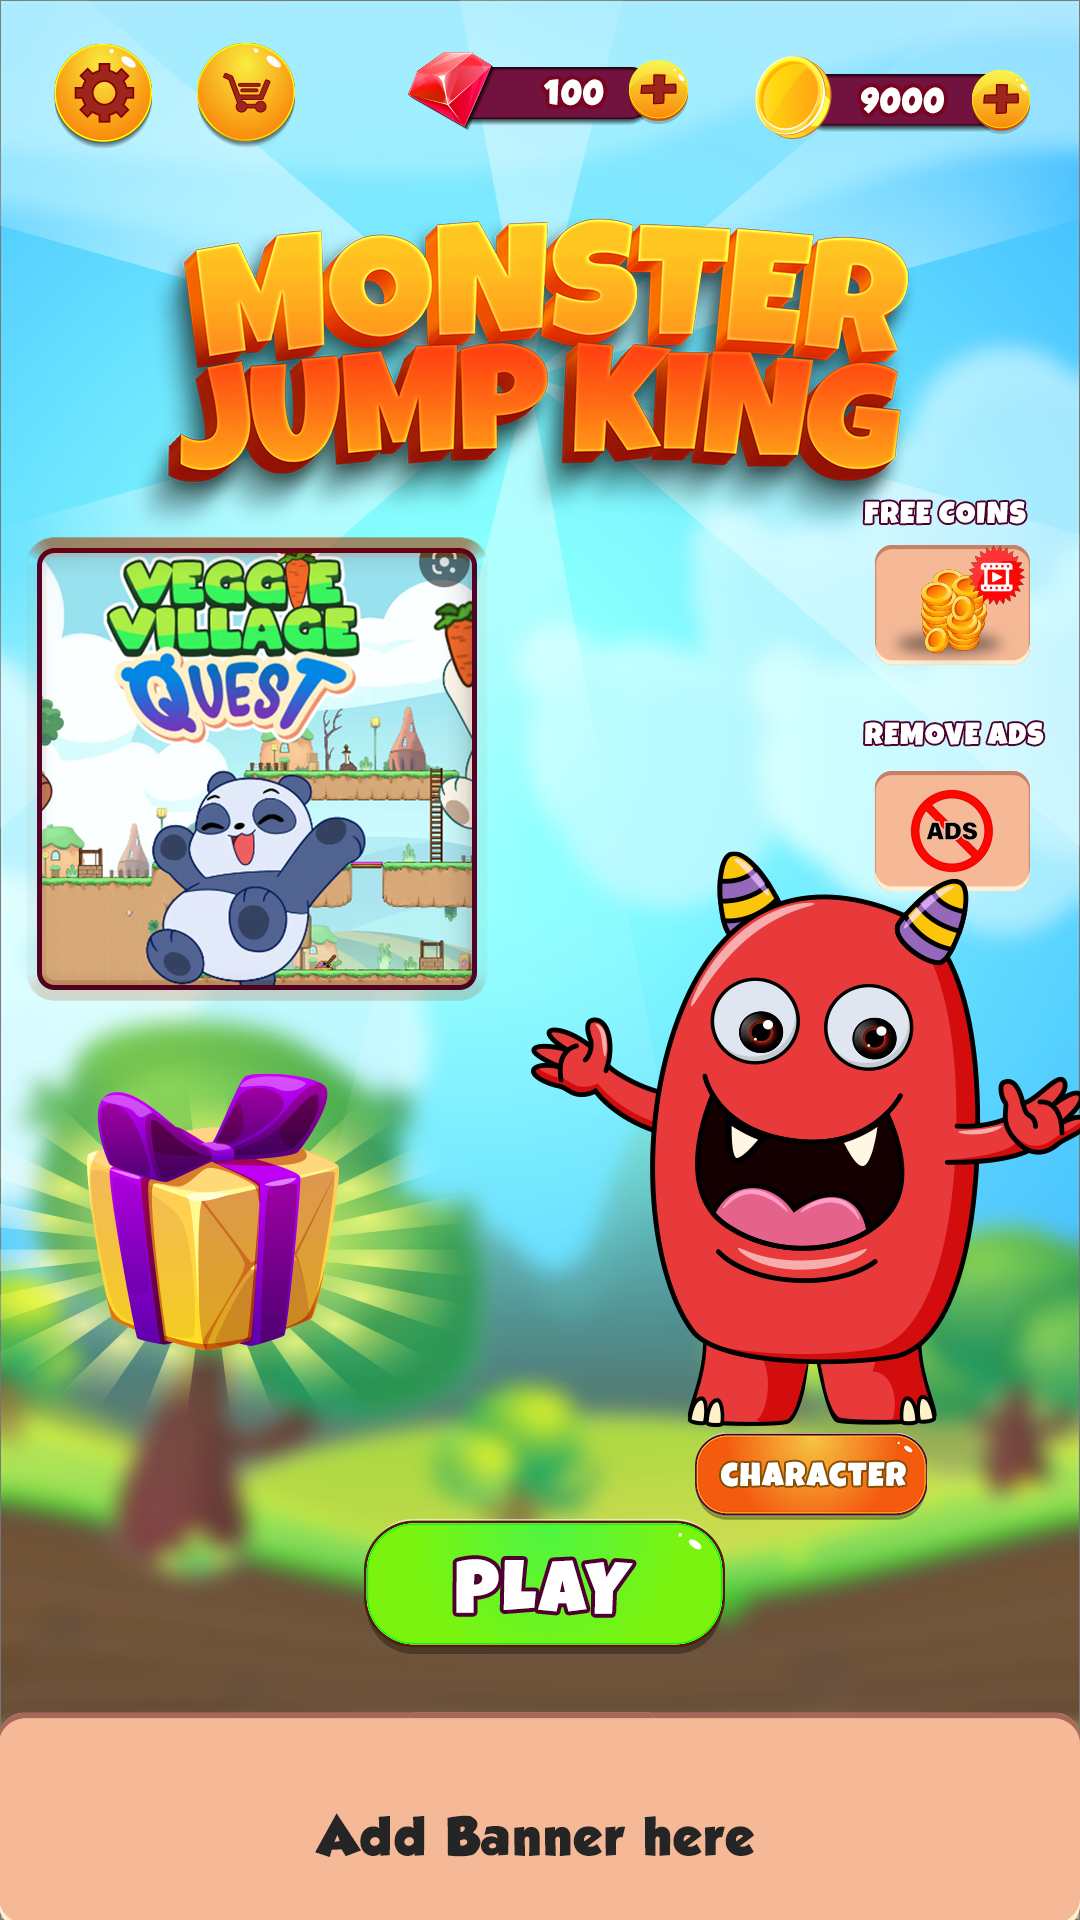 100
9000
MONSTER
JUMP KING
FREE COINS
VEGGIE
VILLAGE
QUEST
REMOVE ADS
ADS
CHARACTER
PLAY
Add Banner here